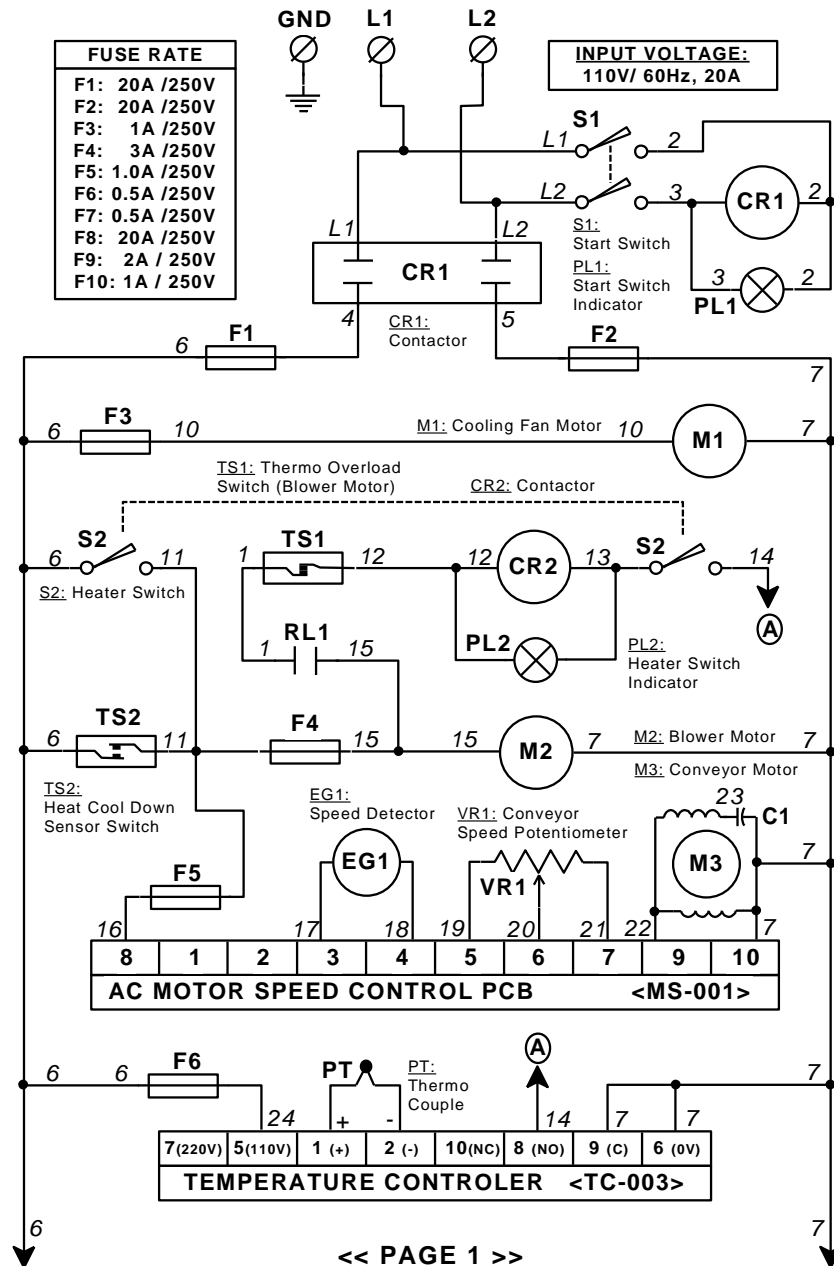 GND L1 L2
FUSE RATE
F1: 20A /250V
F2: 20A /250V
F3: 1A /250V
F4: 3A /250V
F5: 1.0A /250V
F6: 0.5A /250V
F7: 0.5A /250V
F8: 20A /250V
F9: 2A / 250V
F10: 1A / 250V
INPUT VOLTAGE:
110V/ 60Hz, 20A
S1
L1 2
L2 3 CR1 2
S1:
Start Switch
PL1:
Start Switch
Indicator
3 2
PL1
L1 L2
CR1
4 5
CR1:
Contactor
6 F1 F2
7
6 F3 10 M1: Cooling Fan Motor 10 M1 7
TS1: Thermo Overload
Switch (Blower Motor)
CR2: Contactor
6 S2 11 1 TS1 12 12 CR2 13 S2 14
S2: Heater Switch
A
1 RL1 15 PL2
PL2:
Heater Switch
Indicator
6 TS2 11 F4 15 15 M2 7 M2: Blower Motor 7
M3: Conveyor Motor
TS2:
Heat Cool Down
Sensor Switch
EG1:
Speed Detector
VR1: Conveyor
Speed Potentiometer
23 C1
F5 EG1 VR1 M3 7
16 17 18 19 20 21 22 7
8 1 2 3 4 5 6 7 9 10
AC MOTOR SPEED CONTROL PCB <MS-001>
6 6 F6 PT
PT:
Thermo
Couple
A
7
24 + - 14 7 7
7(220V) 5(110V) 1 (+) 2 (-) 10(NC) 8 (NO) 9 (C) 6 (0V)
TEMPERATURE CONTROLER <TC-003>
6 7
<< PAGE 1 >>